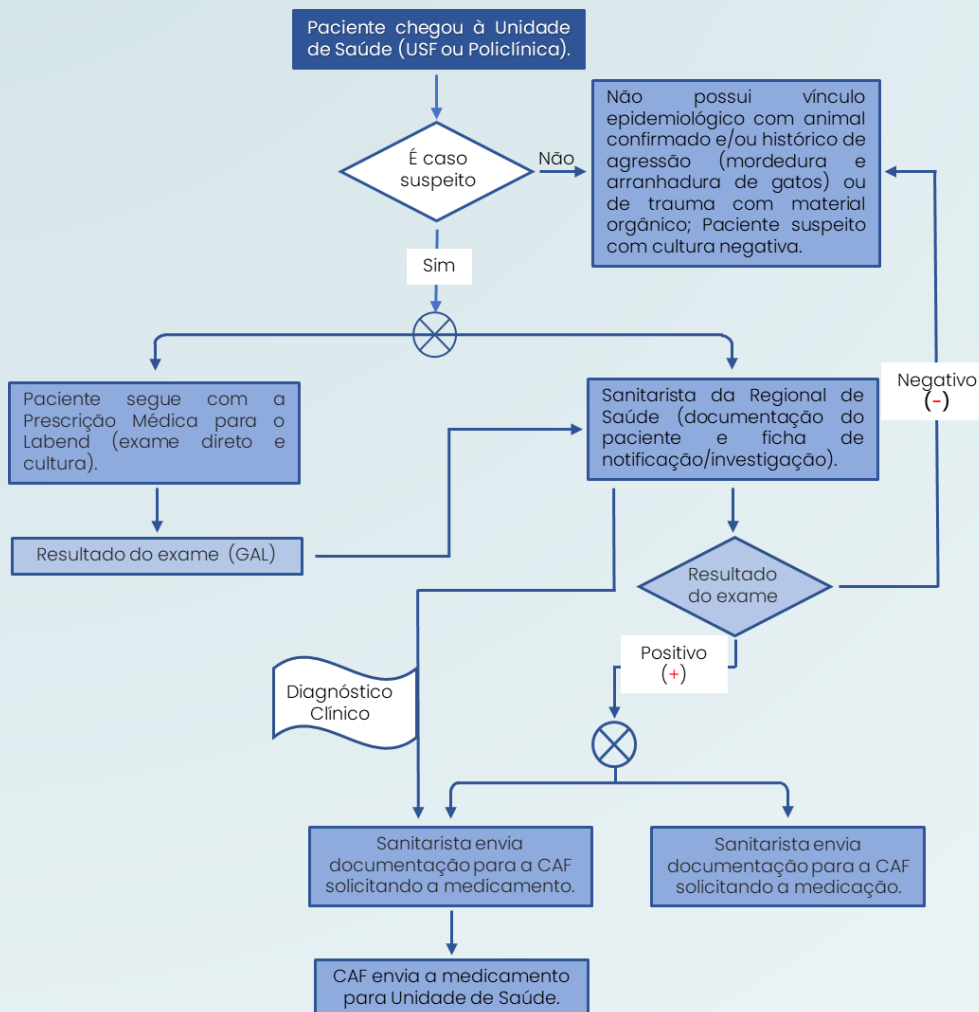 Paciente chegou à Unidade
de Saúde (USF ou Policlínica).
É caso
suspeito
Não
Não possui vínculo
epidemiológico com animal
confirmado e/ou histórico de
agressão (mordedura e
arranhadura de gatos) ou
de trauma com material
orgânico; Paciente suspeito
com cultura negativa.
Sim
Paciente segue com a
Prescrição Médica para o
Labend (exame direto e
cultura).
Sanitarista da Regional de
Saúde (documentação do
paciente e ficha de
notificação/investigação).
Negativo
(-)
Resultado do exame (GAL)
Resultado
do exame
Positivo
(+)
Diagnóstico
Clínico
Sanitarista envia
documentação para a CAF
solicitando a medicamento.
Sanitarista envia
documentação para a CAF
solicitando a medicação.
CAF envia a medicamento
para Unidade de Saúde.